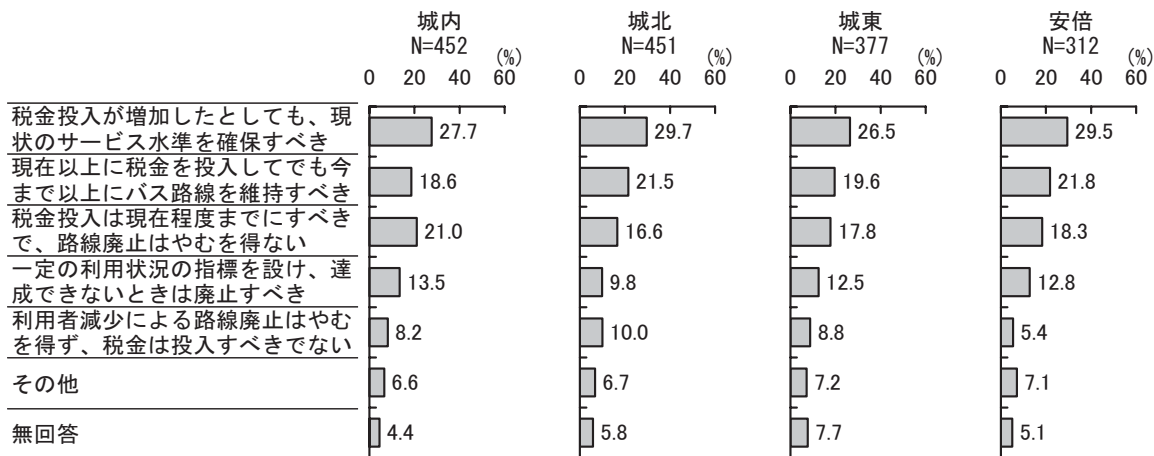 城内 城北 城東 安倍
N=452 N=451 N=377 N=312
(%) (%) (%) (%)
0 20 40 60 0 20 40 60 0 20 40 60 0 20 40 60
税金投入が増加したとしても、現
状のサービス水準を確保すべき
27.7 29.7 26.5 29.5
現在以上に税金を投入してでも今
まで以上にバス路線を維持すべき
18.6 21.5 19.6 21.8
税金投入は現在程度までにすべき
で、路線廃止はやむを得ない
21.0 16.6 17.8 18.3
一定の利用状況の指標を設け、達
成できないときは廃止すべき
13.5 9.8 12.5 12.8
利用者減少による路線廃止はやむ
を得ず、税金は投入すべきでない
8.2 10.0 8.8 5.4
その他 6.6 6.7 7.2 7.1
無回答 4.4 5.8 7.7 5.1